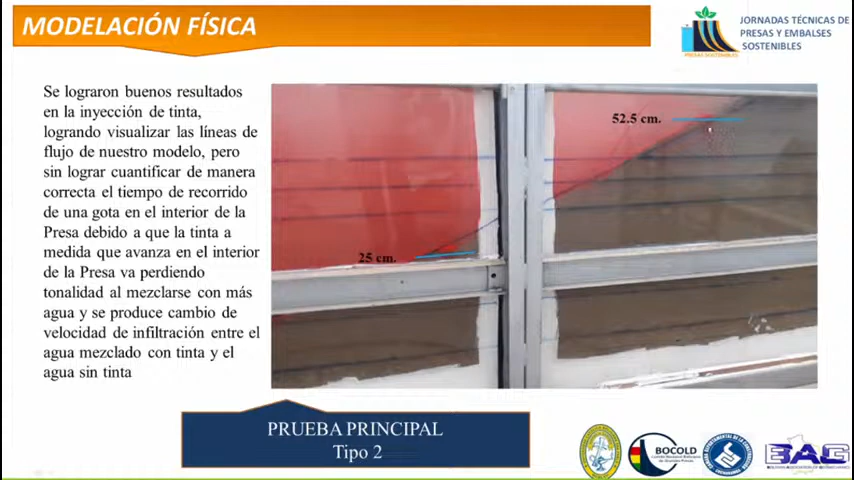 MODELACIÓN FÍSICA
JORNADAS TÉCNICAS DE
PRESAS Y EMBALSES
SOSTENIBLES
PRESAS SOSTENIBLES
Se lograron buenos resultados
en la inyección de tinta,
logrando visualizar las líneas de
flujo de nuestro modelo, pero
sin lograr cuantificar de manera
correcta el tiempo de recorrido
de una gota en el interior de la
Presa debido a que la tinta a
medida que avanza en el interior
de la Presa va perdiendo
tonalidad al mezclarse con más
agua y se produce cambio de
velocidad de infiltración entre el
agua mezclado con tinta y el
agua sin tinta
52.5 cm.
25 cm.
PRUEBA PRINCIPAL
Tipo 2
BOCOLD
BAG